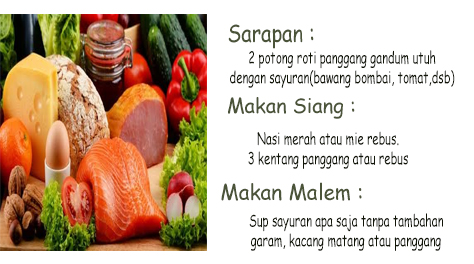 Sarapan :
2 potong roti panggang gandum utuh
dengan sayuran(bawang bombai, tomat,dsb)
Makan Siang :
Nasi merah atau mie rebus.
3 kentang panggang atau rebus
Makan Malem :
Sup sayuran apa saja tanpa tambahan
garam, kacang matang atau panggang